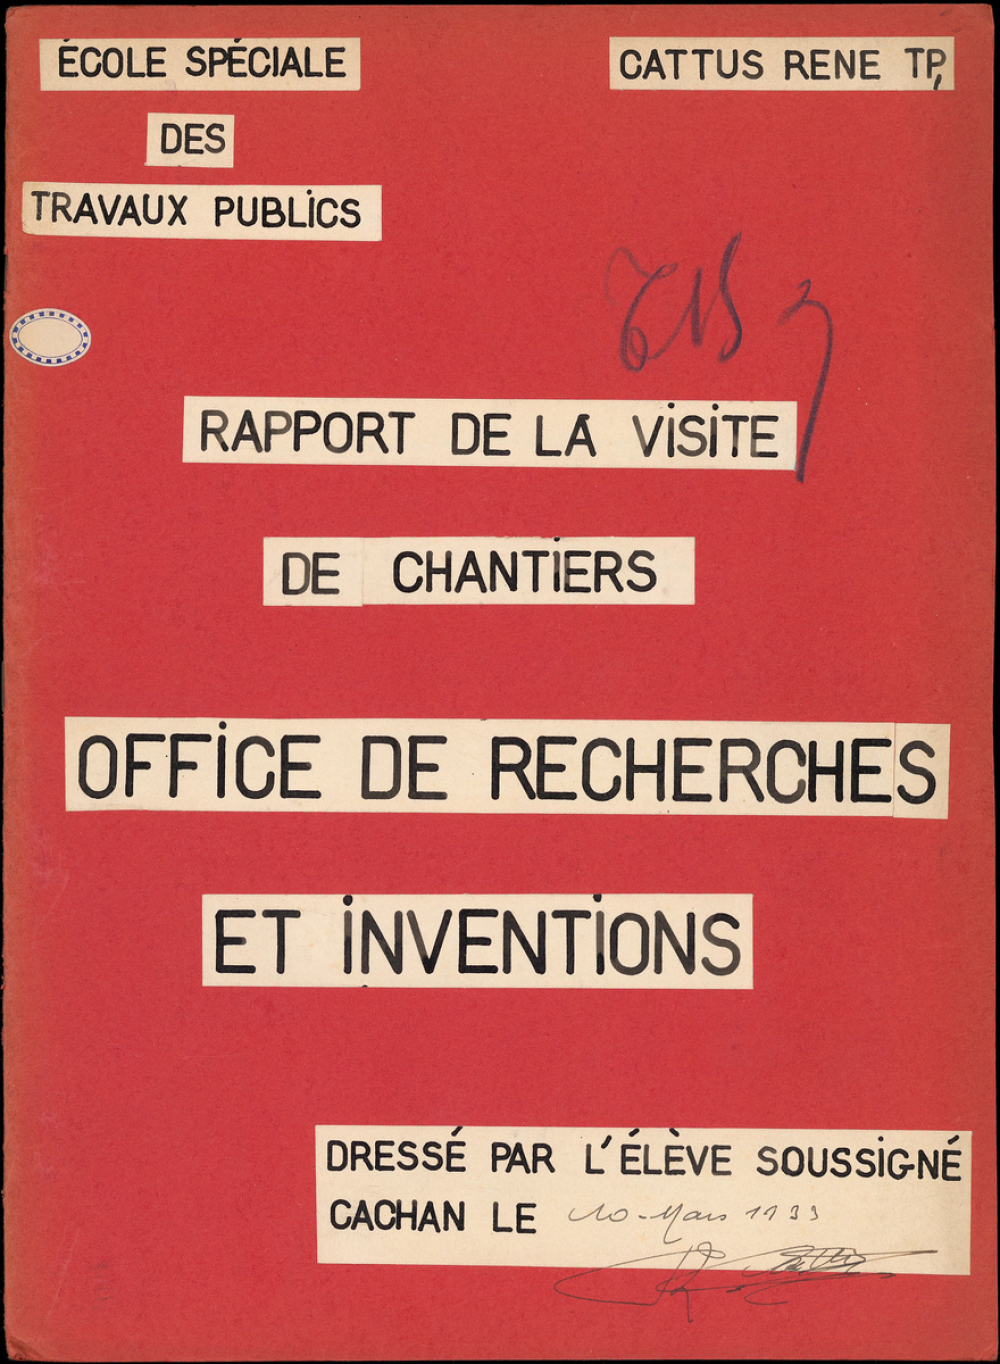 ÉCOLE SPÉCIALE
DES
TRAVAUX PUBLICS
CATTUS RENE TP,
RAPPORT DE LA VISITE
DE CHANTIERS
OFFICE DE RECHERCHES
ET INVENTIONS
DRESSÉ PAR L'ÉLÈVE SOUSSIGNÉ
CACHAN LE 10-Mars 1933